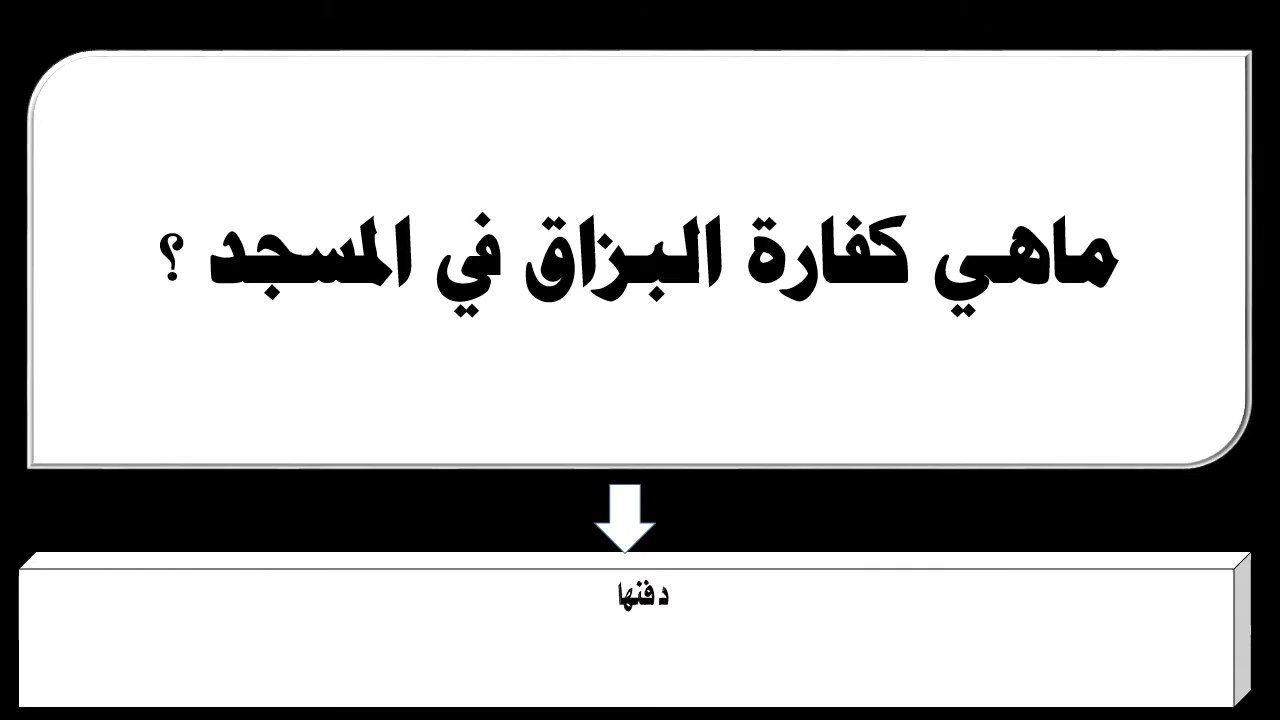 ماهي كفارة البزاق في المسجد ؟
دفنها